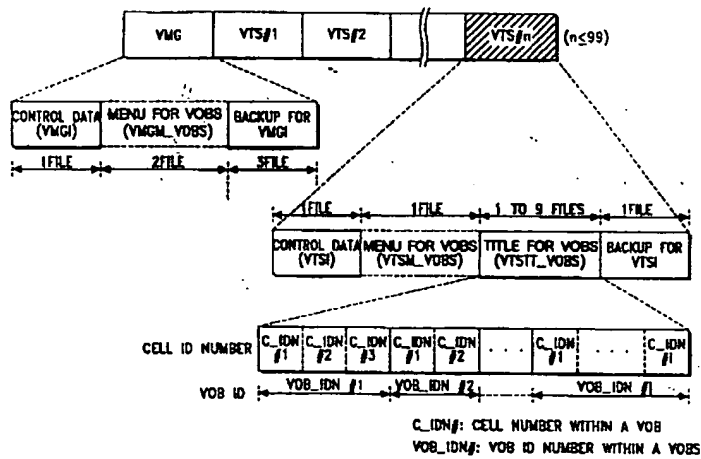 VMG VTS#1 VTS#2 VTS#n (n≤99)
CONTROL DATA (VMGI)
MENU FOR VOBS (VMGM_VOBS)
BACKUP FOR VMGI
1FILE 2FILE 3FILE
1FILE 1FILE 1 TO 9 FILES 1FILE
CONTROL DATA (VTSI)
MENU FOR VOBS (VTSM_VOBS)
TITLE FOR VOBS (VTSTT_VOBS)
BACKUP FOR VTSI
CELL ID NUMBER C_IDN #1 C_IDN #2 C_IDN #3 C_IDN #1 C_IDN #2 . . . C_IDN #1 . . . C_IDN #i
VOB ID VOB_IDN #1 VOB_IDN #2 VOB_IDN #i
C_IDN#: CELL NUMBER WITHIN A VOB
VOB_IDN#: VOB ID NUMBER WITHIN A VOBS